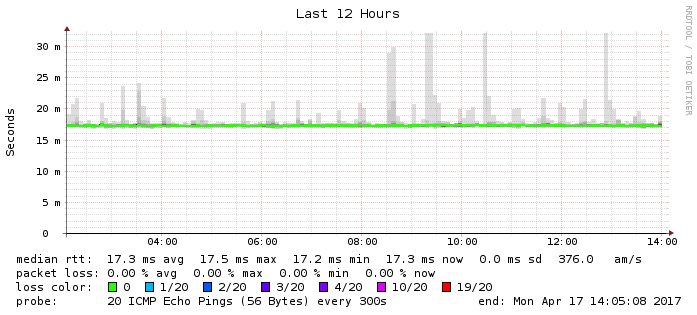 Last 12 Hours
RRDTOOL / TOBI OETIKER
Seconds
30 m
25 m
20 m
15 m
10 m
5 m
0
04:00 06:00 08:00 10:00 12:00 14:00
median rtt: 17.3 ms avg 17.5 ms max 17.2 ms min 17.3 ms now 0.0 ms sd 376.0 am/s
packet loss: 0.00 % avg 0.00 % max 0.00 % min 0.00 % now
loss color: 0 1/20 2/20 3/20 4/20 10/20 19/20
probe: 20 ICMP Echo Pings (56 Bytes) every 300s end: Mon Apr 17 14:05:08 2017